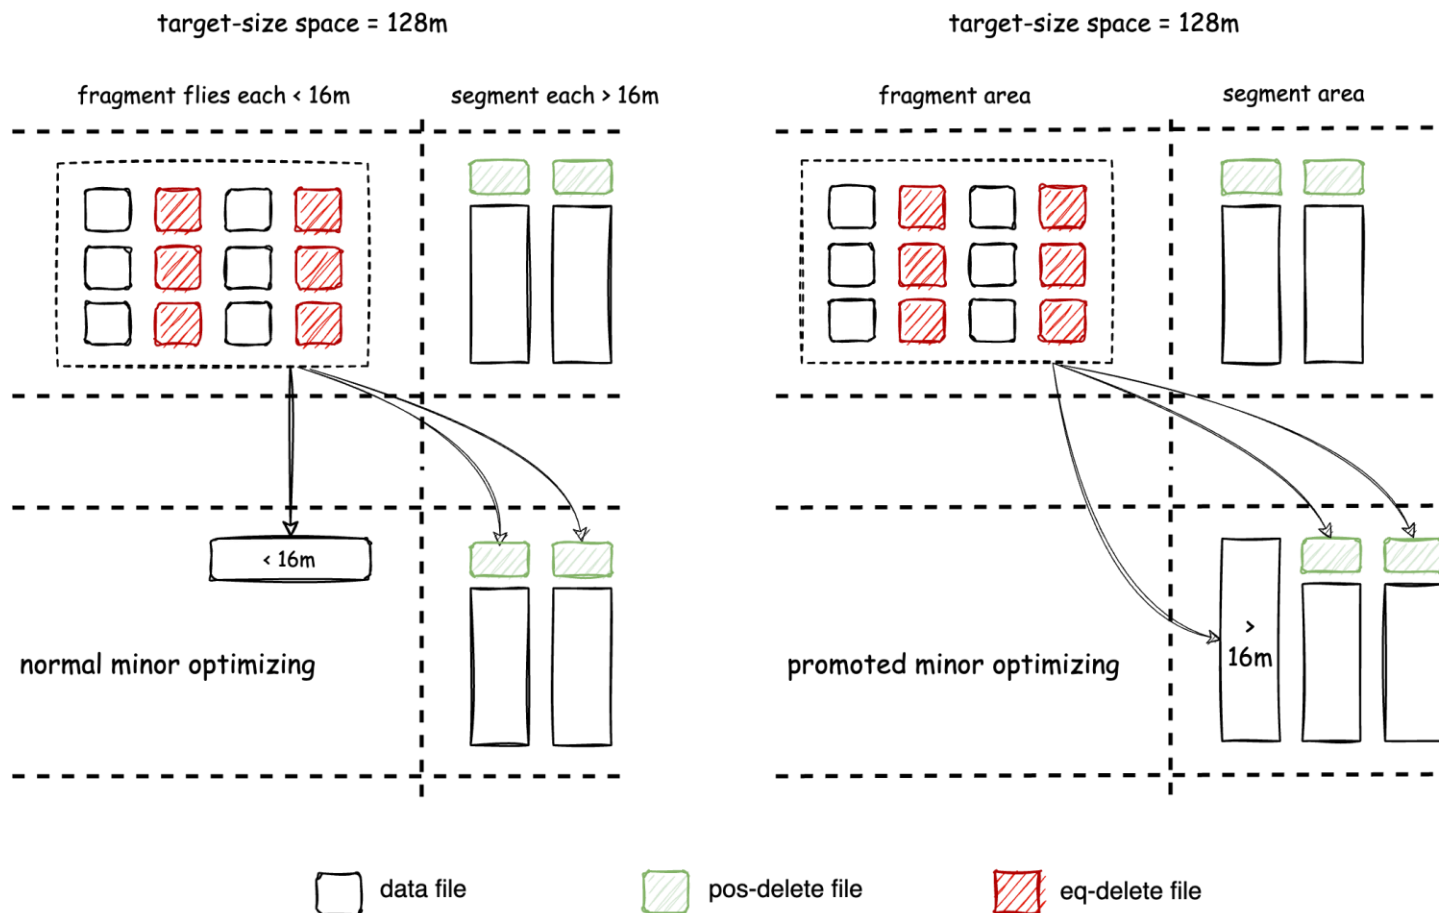 target-size space = 128m
target-size space = 128m
fragment flies each < 16m
segment each > 16m
fragment area
segment area
< 16m
>
16m
normal minor optimizing
promoted minor optimizing
data file
pos-delete file
eq-delete file